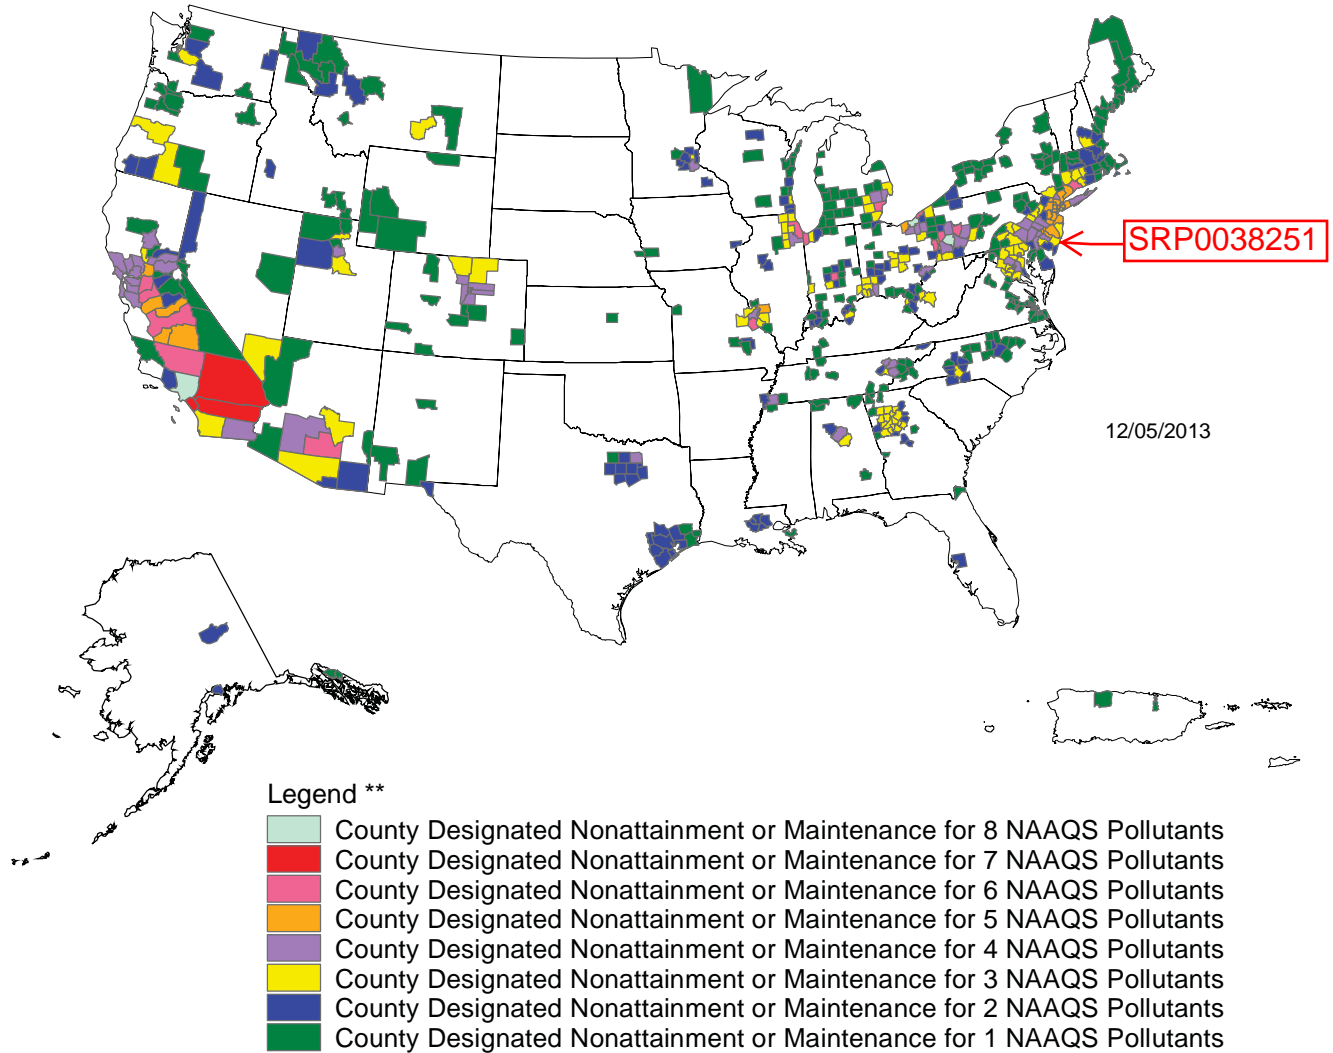 SRP0038251
12/05/2013
Legend **
County Designated Nonattainment or Maintenance for 8 NAAQS Pollutants
County Designated Nonattainment or Maintenance for 7 NAAQS Pollutants
County Designated Nonattainment or Maintenance for 6 NAAQS Pollutants
County Designated Nonattainment or Maintenance for 5 NAAQS Pollutants
County Designated Nonattainment or Maintenance for 4 NAAQS Pollutants
County Designated Nonattainment or Maintenance for 3 NAAQS Pollutants
County Designated Nonattainment or Maintenance for 2 NAAQS Pollutants
County Designated Nonattainment or Maintenance for 1 NAAQS Pollutants